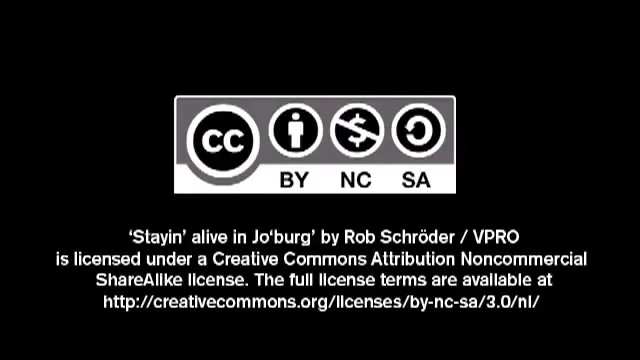 cc
BY NC SA
‘Stayin’ alive in Jo‘burg’ by Rob Schröder / VPRO
is licensed under a Creative Commons Attribution Noncommercial
ShareAlike license. The full license terms are available at
http://creativecommons.org/licenses/by-nc-sa/3.0/nl/